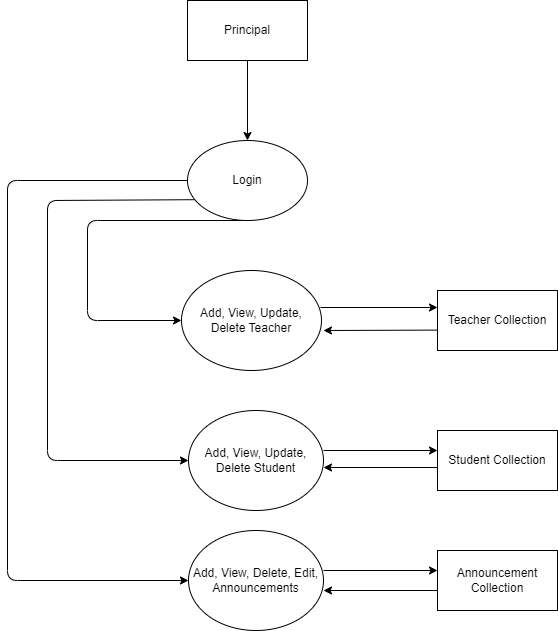 Principal
Login
Add, View, Update,
Delete Teacher
Teacher Collection
Add, View, Update,
Delete Student
Student Collection
Add, View, Delete, Edit,
Announcements
Announcement
Collection